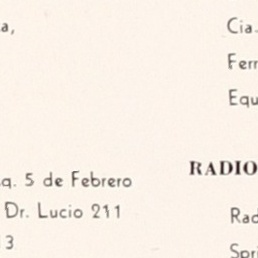 a,
q. 5 de Febrero
Dr. Lucio 211
3
Cia.
Ferr
Equ
RADIO
Rad
Spri